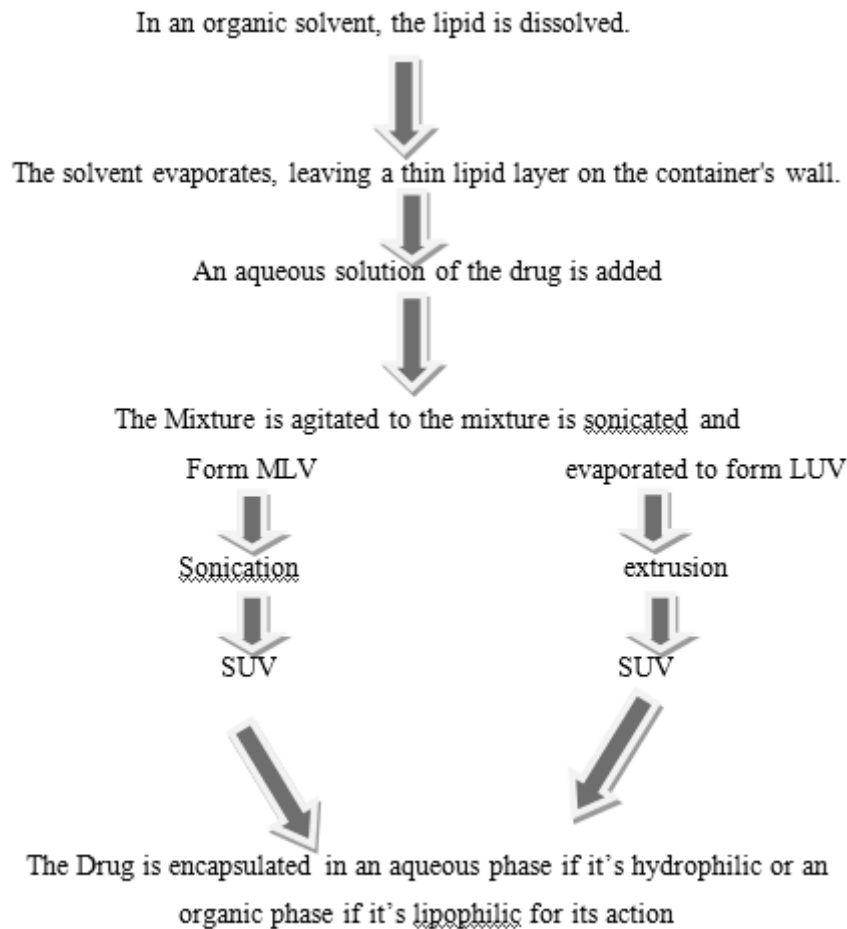 In an organic solvent, the lipid is dissolved.
The solvent evaporates, leaving a thin lipid layer on the container's wall.
An aqueous solution of the drug is added
The Mixture is agitated to the mixture is sonicated and
Form MLV evaporated to form LUV
Sonication extrusion
SUV SUV
The Drug is encapsulated in an aqueous phase if it’s hydrophilic or an
organic phase if it’s lipophilic for its action